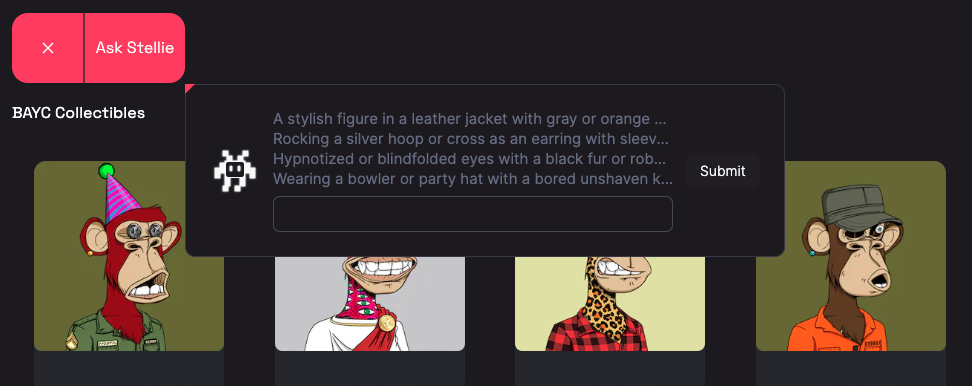 Ask Stellie
BAYC Collectibles
A stylish figure in a leather jacket with gray or orange ...
Rocking a silver hoop or cross as an earring with sleev...
Hypnotized or blindfolded eyes with a black fur or rob...
Wearing a bowler or party hat with a bored unshaven k...
Submit